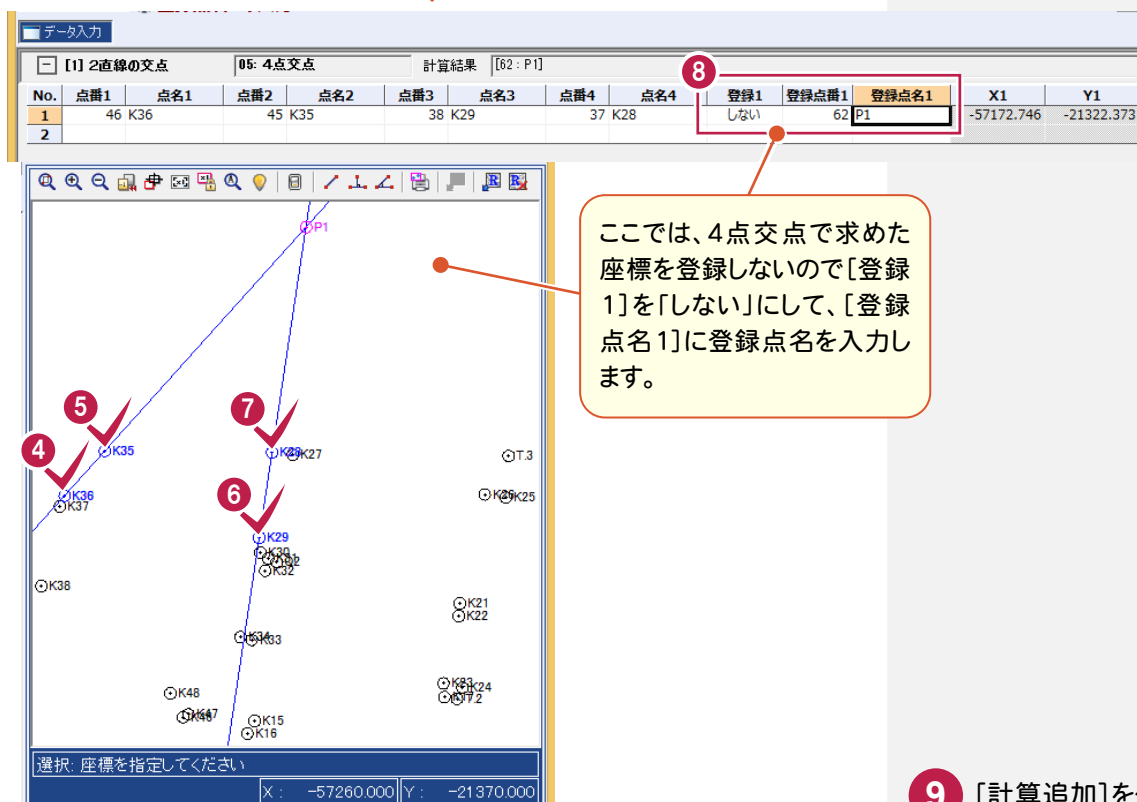 データ入力
[1] 2直線の交点 05: 4点交点 計算結果 [62 : P1]
8
No. 点番1 点名1 点番2 点名2 点番3 点名3 点番4 点名4 登録1 登録点番1 登録点名1 X1 Y1
1 46 K36 45 K35 38 K29 37 K28 しない 62 P1 -57172.746 -21322.373
2
P1
ここでは、4点交点で求めた
座標を登録しないので[登録
1]を「しない」にして、[登録
点名1]に登録点名を入力し
ます。
5
7
4
K35
K28
K27
T.3
6
K36
K37
K25
K29
K30
K32
K38
K21
K22
K34
K33
K24
K48
T.2
K47
K15
K16
選択: 座標を指定してください
X : -57260.000 Y : -21370.000
9 [計算追加]を